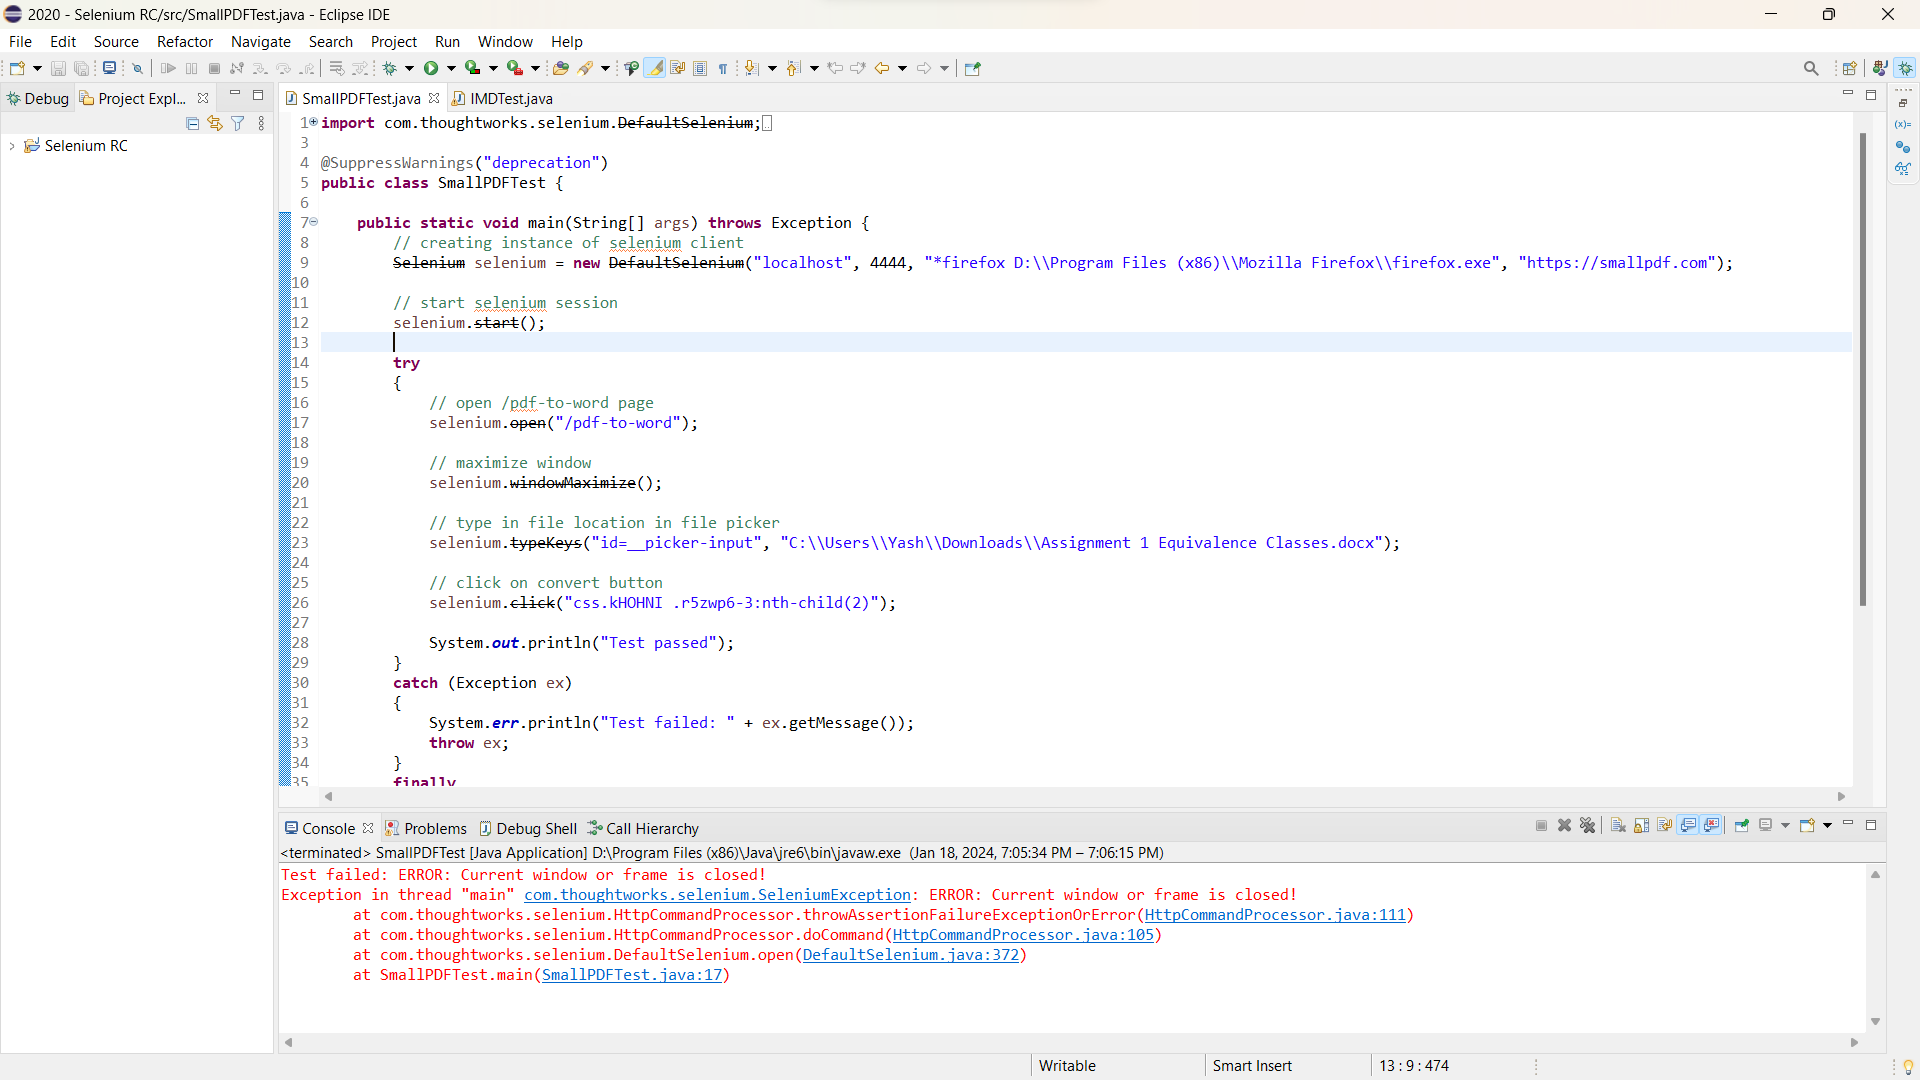 2020 - Selenium RC/src/SmallPDFTest.java - Eclipse IDE
File Edit Source Refactor Navigate Search Project Run Window Help
Debug Project Expl... SmallPDFTest.java IMDTest.java
Selenium RC
1 import com.thoughtworks.selenium.DefaultSelenium;
3
4 @SuppressWarnings("deprecation")
5 public class SmallPDFTest {
6
7 public static void main(String[] args) throws Exception {
8 // creating instance of selenium client
9 Selenium selenium = new DefaultSelenium("localhost", 4444, "*firefox D:\\Program Files (x86)\\Mozilla Firefox\\firefox.exe", "https://smallpdf.com");
10
11 // start selenium session
12 selenium.start();
13
14 try
15 {
16 // open /pdf-to-word page
17 selenium.open("/pdf-to-word");
18
19 // maximize window
20 selenium.windowMaximize();
21
22 // type in file location in file picker
23 selenium.typeKeys("id=__picker-input", "C:\\Users\\Yash\\Downloads\\Assignment 1 Equivalence Classes.docx");
24
25 // click on convert button
26 selenium.click("css.kHOHNI .r5zwp6-3:nth-child(2)");
27
28 System.out.println("Test passed");
29 }
30 catch (Exception ex)
31 {
32 System.err.println("Test failed: " + ex.getMessage());
33 throw ex;
34 }
35 finally
Console Problems Debug Shell Call Hierarchy
<terminated> SmallPDFTest [Java Application] D:\Program Files (x86)\Java\jre6\bin\javaw.exe (Jan 18, 2024, 7:05:34 PM – 7:06:15 PM)
Test failed: ERROR: Current window or frame is closed!
Exception in thread "main" com.thoughtworks.selenium.SeleniumException: ERROR: Current window or frame is closed!
at com.thoughtworks.selenium.HttpCommandProcessor.throwAssertionFailureExceptionOrError(HttpCommandProcessor.java:111)
at com.thoughtworks.selenium.HttpCommandProcessor.doCommand(HttpCommandProcessor.java:105)
at com.thoughtworks.selenium.DefaultSelenium.open(DefaultSelenium.java:372)
at SmallPDFTest.main(SmallPDFTest.java:17)
Writable Smart Insert 13 : 9 : 474